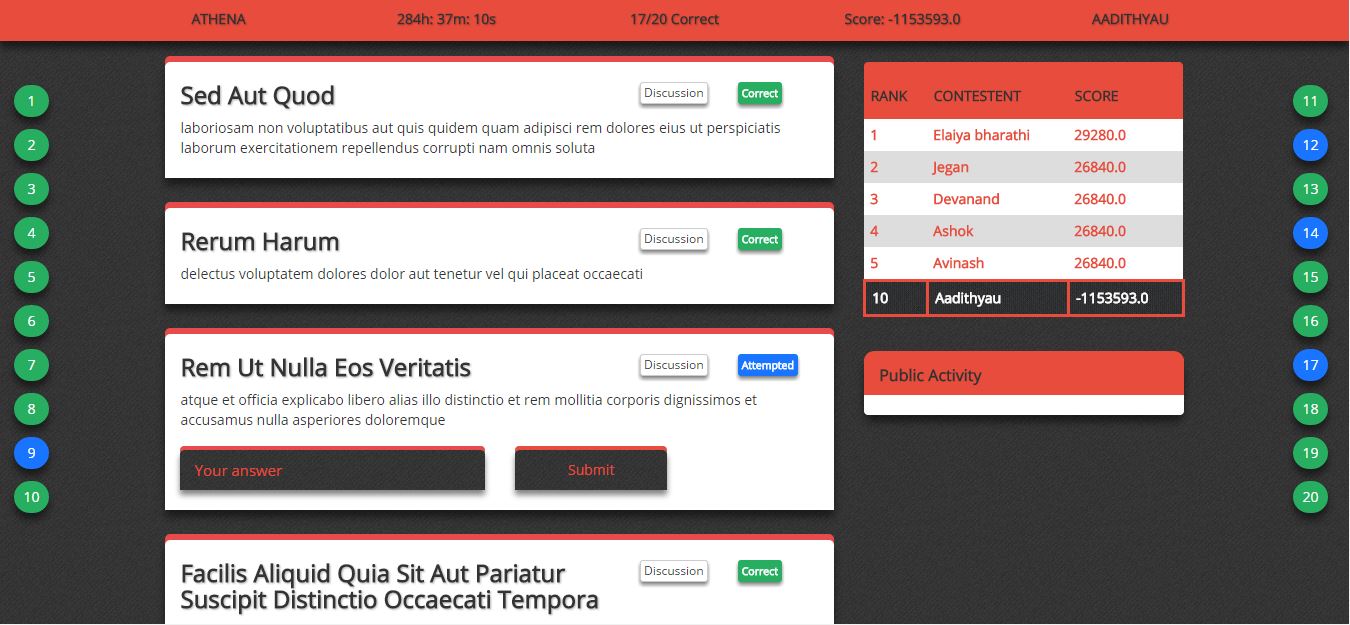 ATHENA 284h: 37m: 10s 17/20 Correct Score: -1153593.0 AADITHYAU
1
2
3
4
5
6
7
8
9
10
Sed Aut Quod Discussion Correct
laboriosam non voluptatibus aut quis quidem quam adipisci rem dolores eius ut perspiciatis
laborum exercitationem repellendus corrupti nam omnis soluta
Rerum Harum Discussion Correct
delectus voluptatem dolores dolor aut tenetur vel qui placeat occaecati
Rem Ut Nulla Eos Veritatis Discussion Attempted
atque et officia explicabo libero alias illo distinctio et rem mollitia corporis dignissimos et
accusamus nulla asperiores doloremque
Your answer Submit
Facilis Aliquid Quia Sit Aut Pariatur Discussion Correct
Suscipit Distinctio Occaecati Tempora
RANK CONTESTENT SCORE
1 Elaiya bharathi 29280.0
2 Jegan 26840.0
3 Devanand 26840.0
4 Ashok 26840.0
5 Avinash 26840.0
10 Aadithyau -1153593.0
Public Activity
11
12
13
14
15
16
17
18
19
20